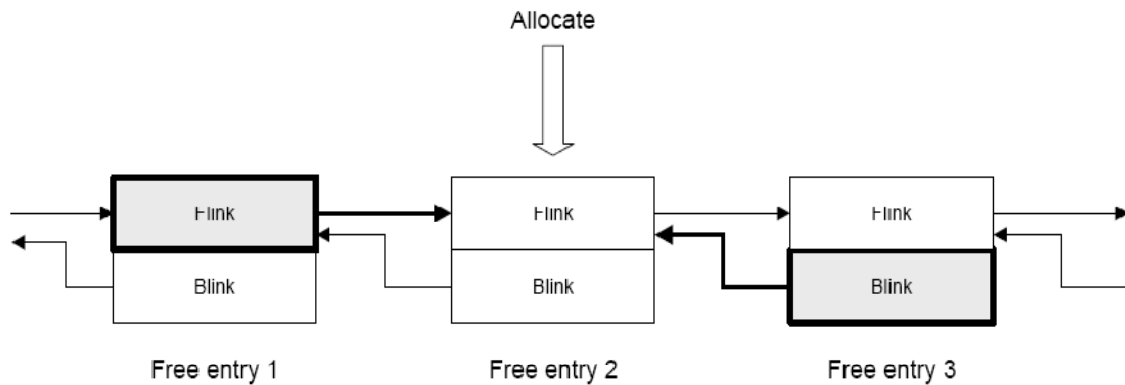 Allocate
Flink
Flink
Flink
Blink
Blink
Blink
Free entry 1
Free entry 2
Free entry 3